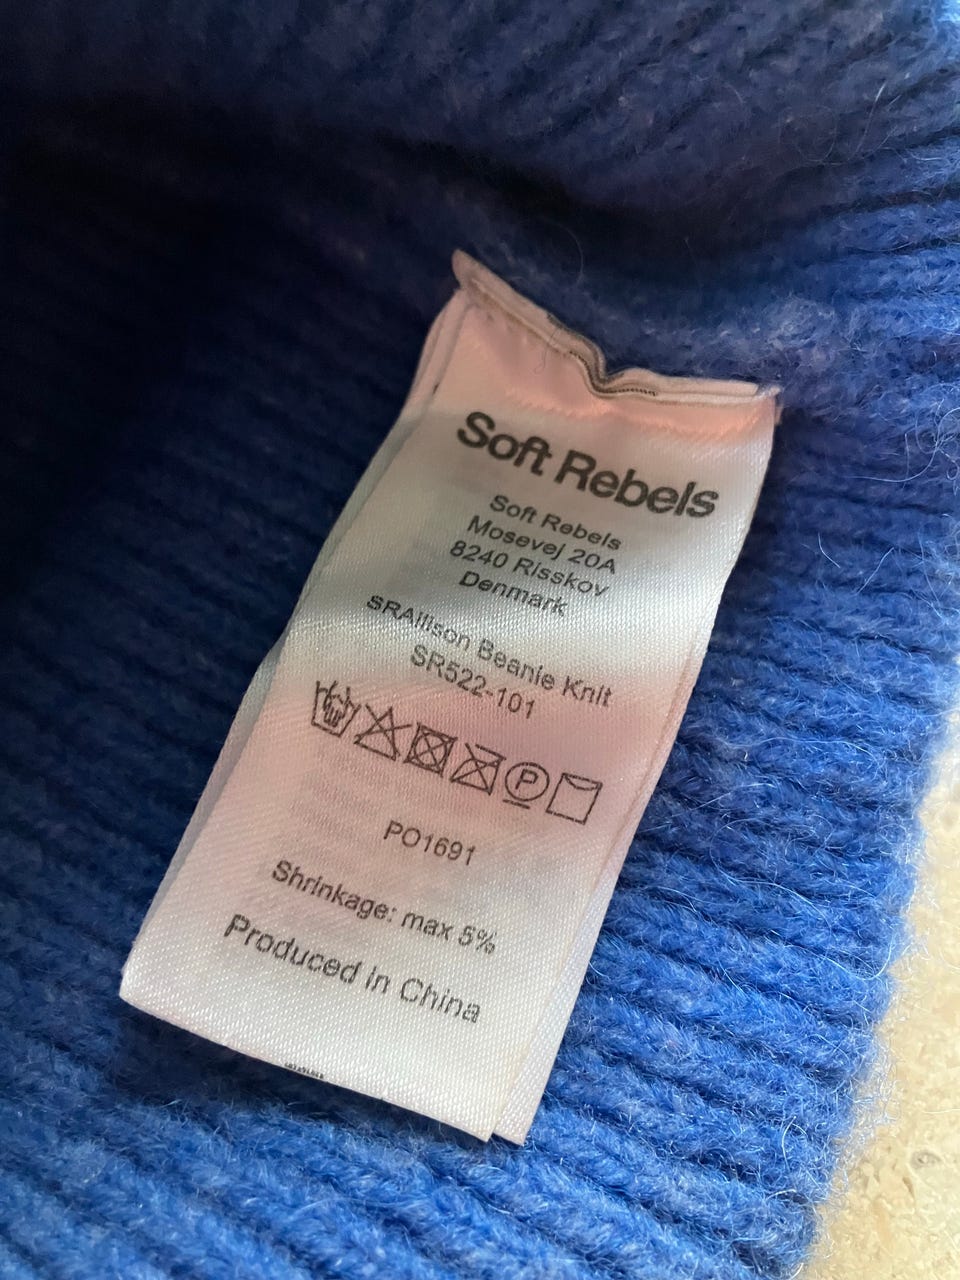 Soft Rebels
Soft Rebels
Mosevej 20A
8240 Risskov
Denmark
SRAllison Beanie Knit
SR522-101
P
PO1691
Shrinkage: max 5%
Produced in China